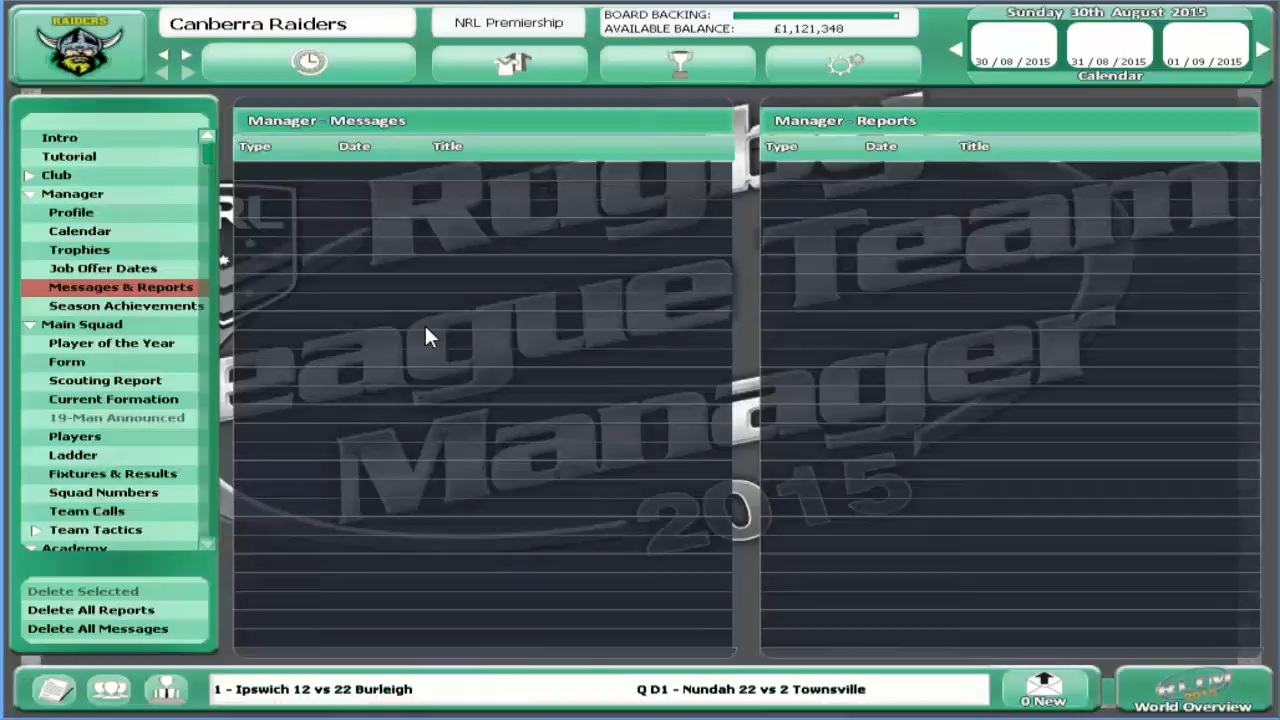 RAIDERS
Canberra Raiders
NRL Premiership
BOARD BACKING:
AVAILABLE BALANCE: £1,121,348
Sunday 30th August 2015
30 / 08 / 2015 31 / 08 / 2015 01 / 09 / 2015
Calendar
Intro
Tutorial
Club
Manager
Profile
Calendar
Trophies
Job Offer Dates
Messages & Reports
Season Achievements
Main Squad
Player of the Year
Form
Scouting Report
Current Formation
19-Man Announced
Players
Ladder
Fixtures & Results
Squad Numbers
Team Calls
Team Tactics
Academy
Delete Selected
Delete All Reports
Delete All Messages
Manager - Messages
Type Date Title
Manager - Reports
Type Date Title
Rugby
League Team
Manager
2015
1 - Ipswich 12 vs 22 Burleigh Q D1 - Nundah 22 vs 2 Townsville
0 New
RLTM
2015
World Overview